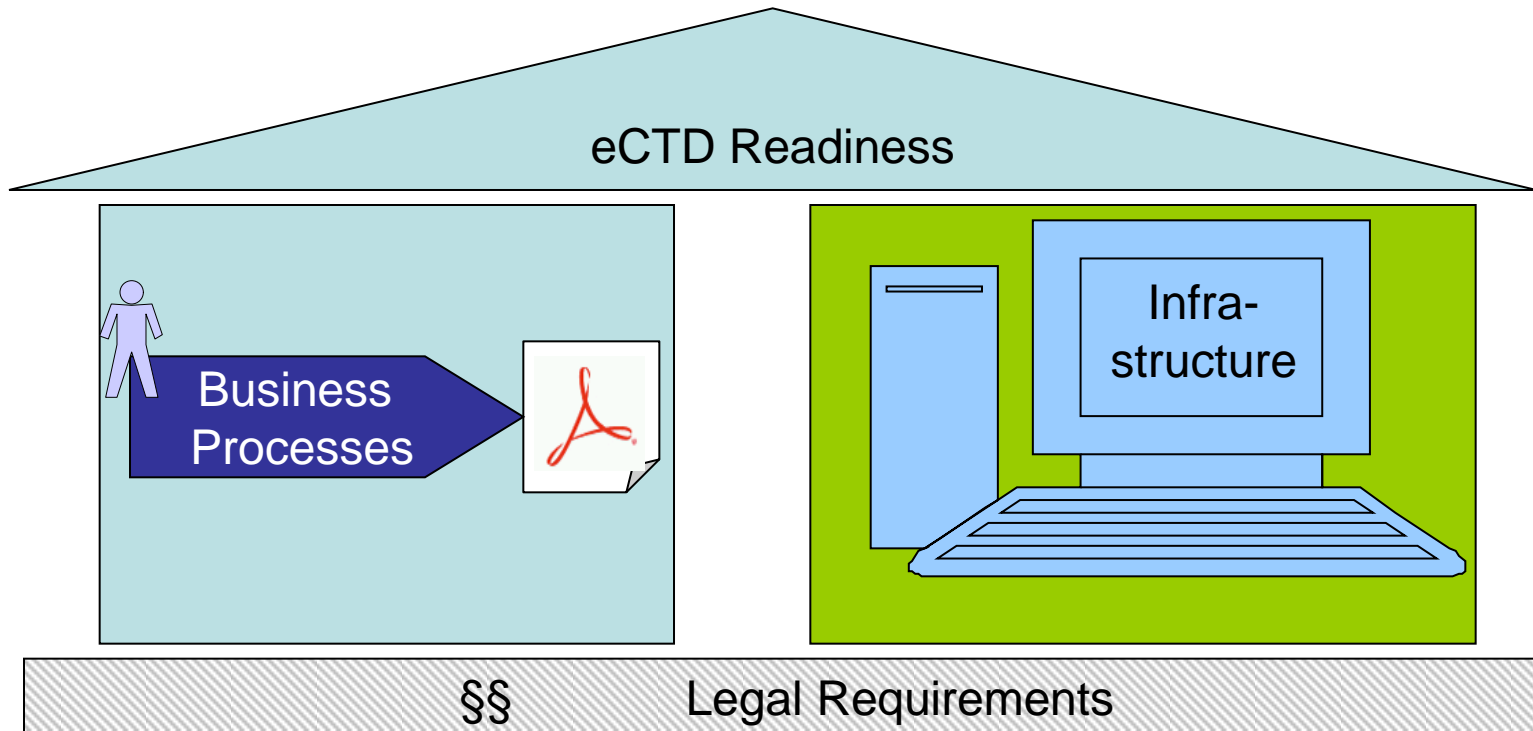 eCTD Readiness
Business
Processes
Infra-
structure
§§ Legal Requirements